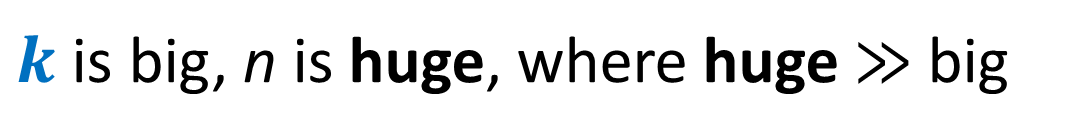 k is big, n is huge, where huge ≫ big